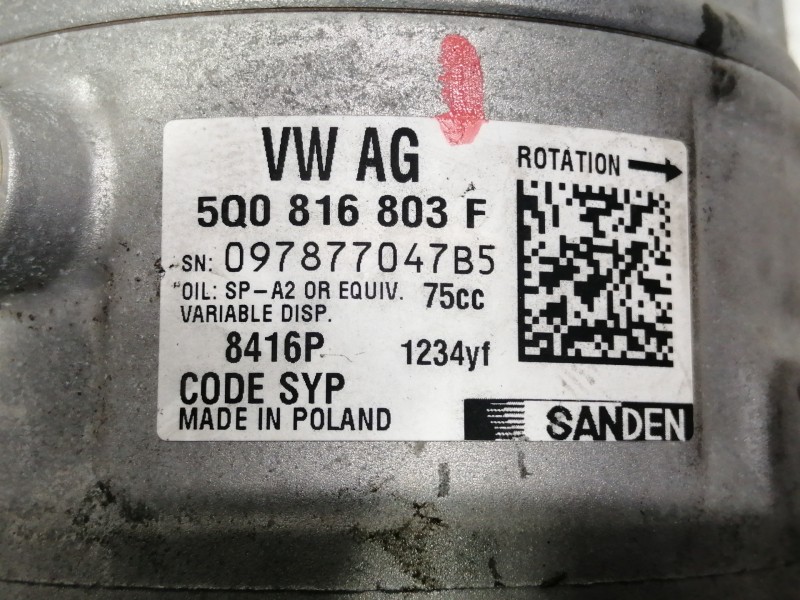 VW AG
ROTATION
5Q0 816 803 F
SN: 097877047B5
OIL: SP-A2 OR EQUIV. 75cc
VARIABLE DISP.
8416P 1234yf
CODE SYP
MADE IN POLAND
SANDEN